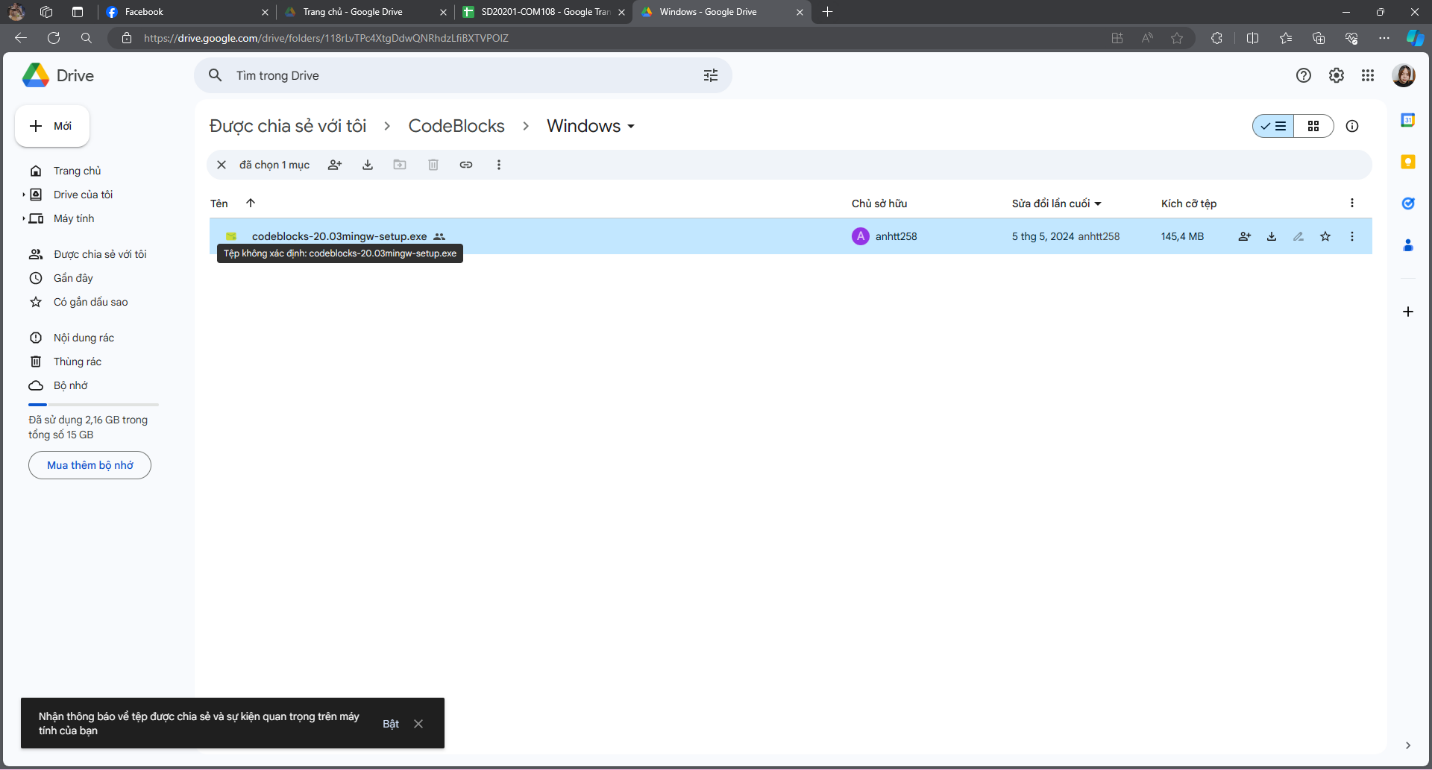 Facebook
Trang chủ - Google Drive
SD20201-COM108 - Google Tran
Windows - Google Drive
https://drive.google.com/drive/folders/118rLvTPc4XtgDdwQNRhdzLfiBXTVPOlZ
Drive
Tìm trong Drive
Mới
Được chia sẻ với tôi
CodeBlocks
Windows
đã chọn 1 mục
Trang chủ
Drive của tôi
Máy tính
Được chia sẻ với tôi
Gần đây
Có gắn dấu sao
Nội dung rác
Thùng rác
Bộ nhớ
Đã sử dụng 2,16 GB trong
tổng số 15 GB
Mua thêm bộ nhớ
Tên
Chủ sở hữu
Sửa đổi lần cuối
Kích cỡ tệp
codeblocks-20.03mingw-setup.exe
A anhtt258
5 thg 5, 2024 anhtt258
145,4 MB
Tệp không xác định: codeblocks-20.03mingw-setup.exe
31
Nhận thông báo về tệp được chia sẻ và sự kiện quan trọng trên máy
tính của bạn
Bật